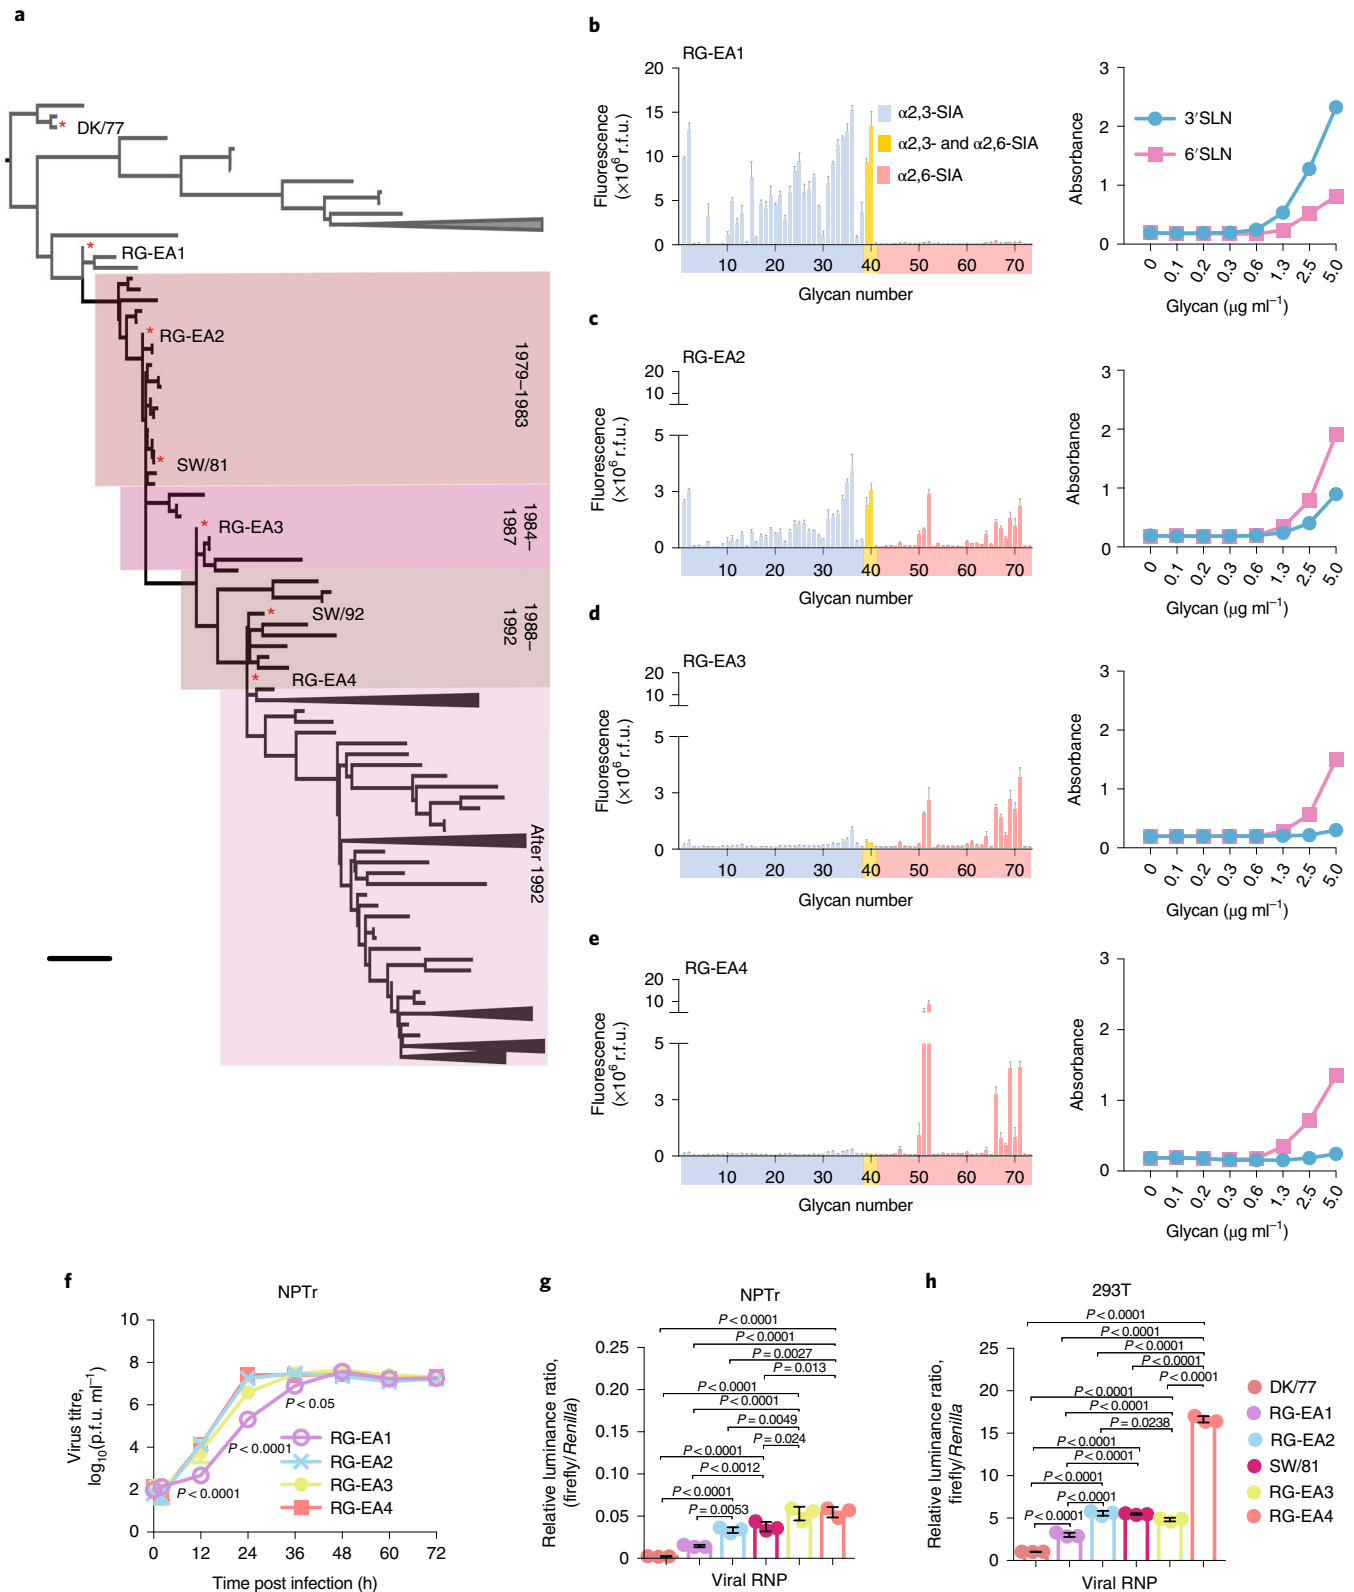 a
* DK/77
* RG-EA1
* RG-EA2
* SW/81
1979–1983
* RG-EA3
1984–
1987
* SW/92
1988–
1992
* RG-EA4
After 1992
b
RG-EA1
Fluorescence
(×10⁶ r.f.u.)
20
15
10
5
0
α2,3-SIA
α2,3- and α2,6-SIA
α2,6-SIA
10 20 30 40 50 60 70
Glycan number
Absorbance
3
2
1
0
3′SLN
6′SLN
0 0.1 0.2 0.3 0.6 1.3 2.5 5.0
Glycan (μg ml⁻¹)
c
RG-EA2
Fluorescence
(×10⁶ r.f.u.)
20
10
5
3
0
10 20 30 40 50 60 70
Glycan number
Absorbance
3
2
1
0
0 0.1 0.2 0.3 0.6 1.3 2.5 5.0
Glycan (μg ml⁻¹)
d
RG-EA3
Fluorescence
(×10⁶ r.f.u.)
20
10
5
3
0
10 20 30 40 50 60 70
Glycan number
Absorbance
3
2
1
0
0 0.1 0.2 0.3 0.6 1.3 2.5 5.0
Glycan (μg ml⁻¹)
e
RG-EA4
Fluorescence
(×10⁶ r.f.u.)
20
10
5
3
0
10 20 30 40 50 60 70
Glycan number
Absorbance
3
2
1
0
0 0.1 0.2 0.3 0.6 1.3 2.5 5.0
Glycan (μg ml⁻¹)
f
NPTr
Virus titre,
log₁₀(p.f.u. ml⁻¹)
10
8
6
4
2
0
P < 0.05
P < 0.0001
P < 0.0001
RG-EA1
RG-EA2
RG-EA3
RG-EA4
0 12 24 36 48 60 72
Time post infection (h)
g
NPTr
Relative luminance ratio,
(firefly/Renilla)
0.25
0.20
0.15
0.10
0.05
0
P < 0.0001
P < 0.0001
P = 0.0027
P = 0.013
P < 0.0001
P < 0.0001
P = 0.0049
P = 0.024
P < 0.0001
P < 0.0012
P < 0.0001
P = 0.0053
Viral RNP
h
293T
Relative luminance ratio,
firefly/Renilla
25
20
15
10
5
0
P < 0.0001
P < 0.0001
P < 0.0001
P < 0.0001
P < 0.0001
P < 0.0001
P < 0.0001
P = 0.0238
P < 0.0001
P < 0.0001
P < 0.0001
P < 0.0001
Viral RNP
DK/77
RG-EA1
RG-EA2
SW/81
RG-EA3
RG-EA4